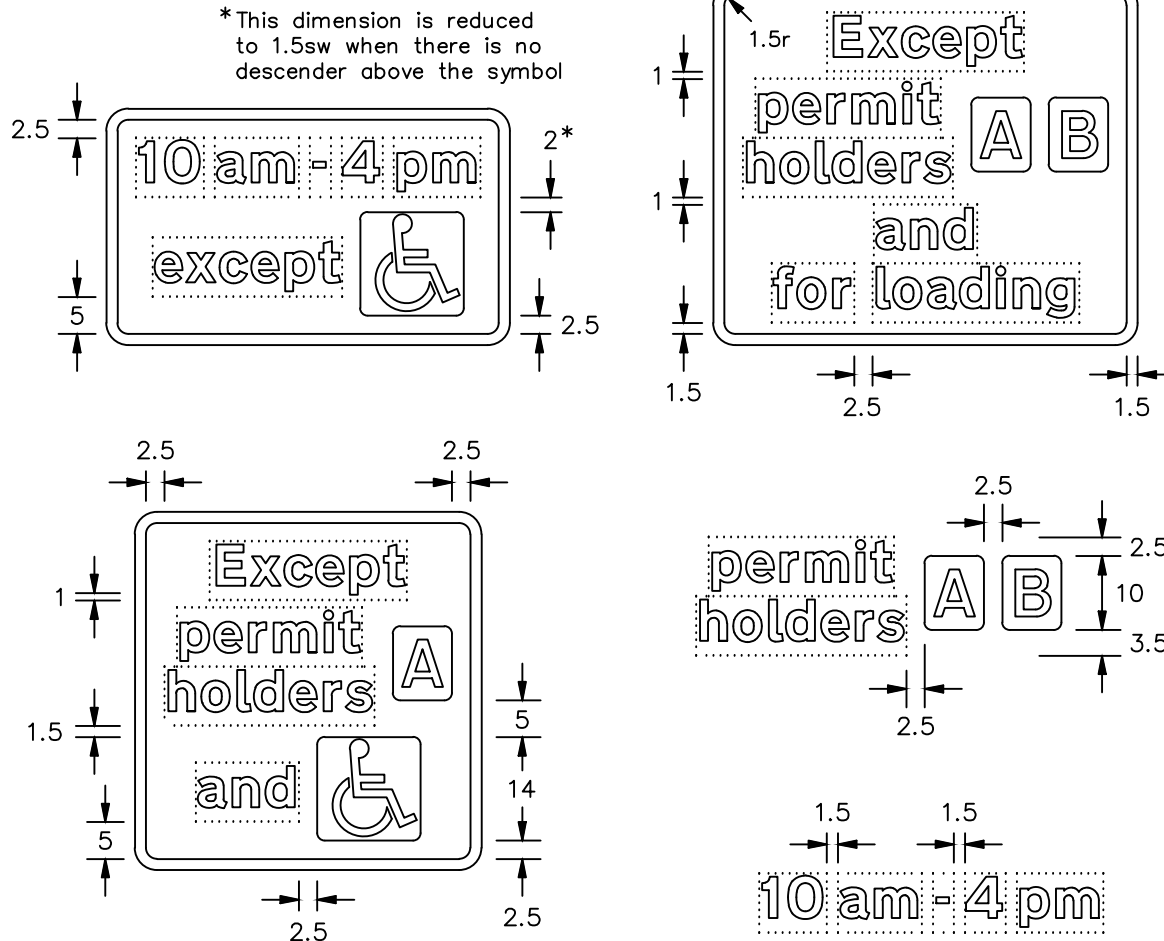 *This dimension is reduced
to 1.5sw when there is no
descender above the symbol
2.5
10 am - 4 pm
2*
except
5
2.5
1.5r
Except
1
permit
holders A B
1
and
for loading
1.5
2.5
1.5
2.5
2.5
Except
1
permit
holders A
1.5
5
and
14
5
2.5
2.5
2.5
permit
holders A B
2.5
10
3.5
2.5
1.5
1.5
10 am - 4 pm